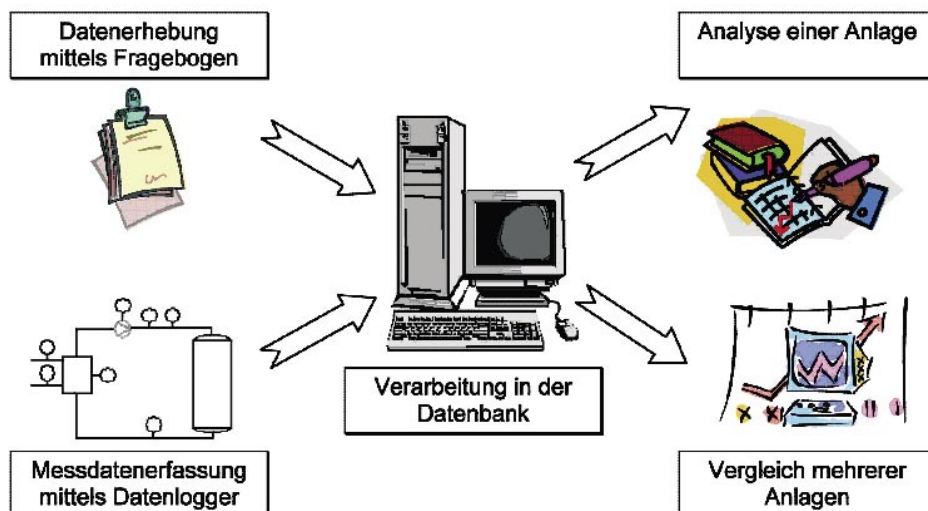 Datenerhebung
mittels Fragebogen
Analyse einer Anlage
Verarbeitung in der
Datenbank
Messdatenerfassung
mittels Datenlogger
Vergleich mehrerer
Anlagen